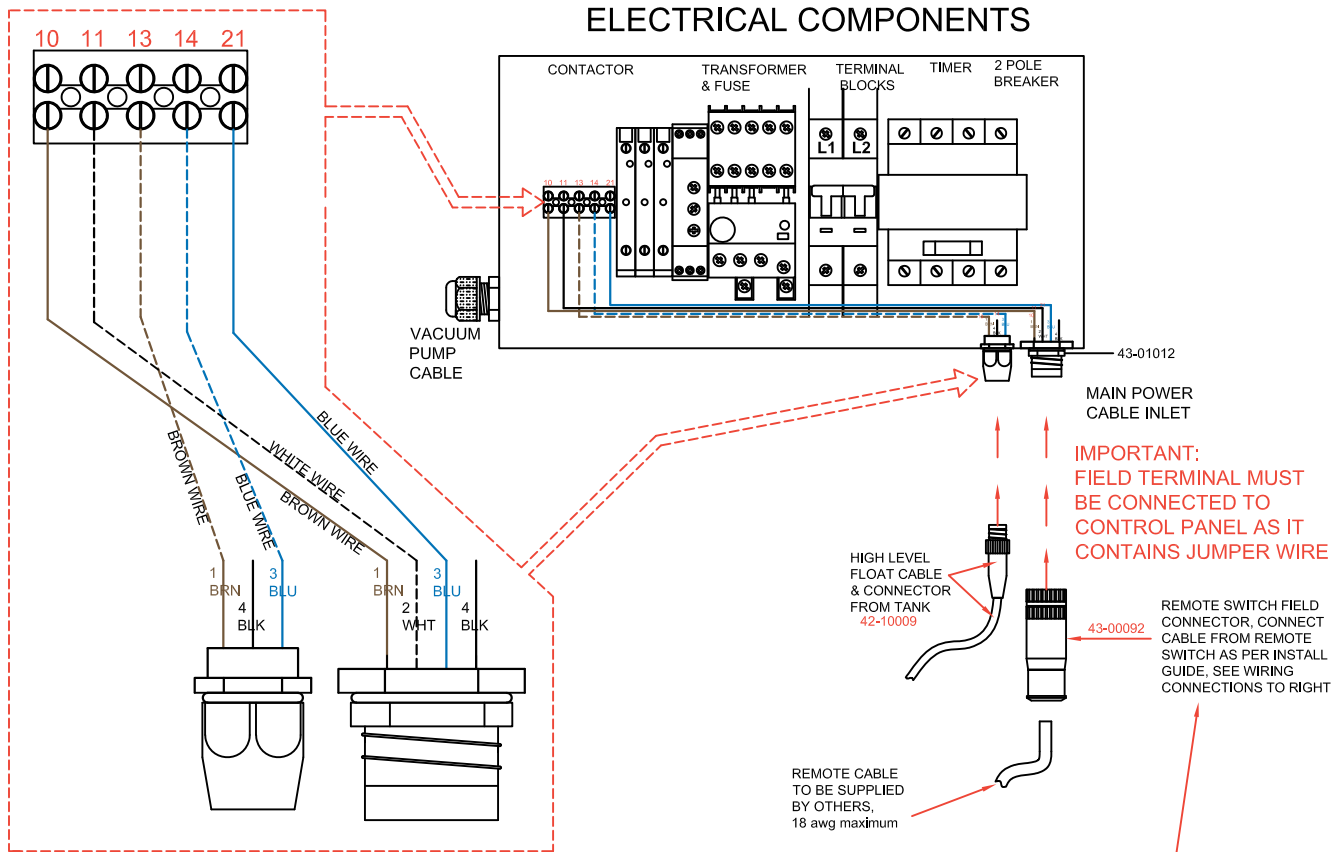 ELECTRICAL COMPONENTS
10 11 13 14 21
CONTACTOR
TRANSFORMER
& FUSE
TERMINAL
BLOCKS
TIMER
2 POLE
BREAKER
L1 L2
10 11 13 14 21
VACUUM
PUMP
CABLE
43-01012
MAIN POWER
CABLE INLET
IMPORTANT:
FIELD TERMINAL MUST
BE CONNECTED TO
CONTROL PANEL AS IT
CONTAINS JUMPER WIRE
BROWN WIRE
BLUE WIRE
WHITE WIRE
BROWN WIRE
BLUE WIRE
1
BRN
4
BLK
3
BLU
1
BRN
2
WHT
3
BLU
4
BLK
HIGH LEVEL
FLOAT CABLE
& CONNECTOR
FROM TANK
42-10009
43-00092
REMOTE SWITCH FIELD
CONNECTOR, CONNECT
CABLE FROM REMOTE
SWITCH AS PER INSTALL
GUIDE, SEE WIRING
CONNECTIONS TO RIGHT
REMOTE CABLE
TO BE SUPPLIED
BY OTHERS,
18 awg maximum